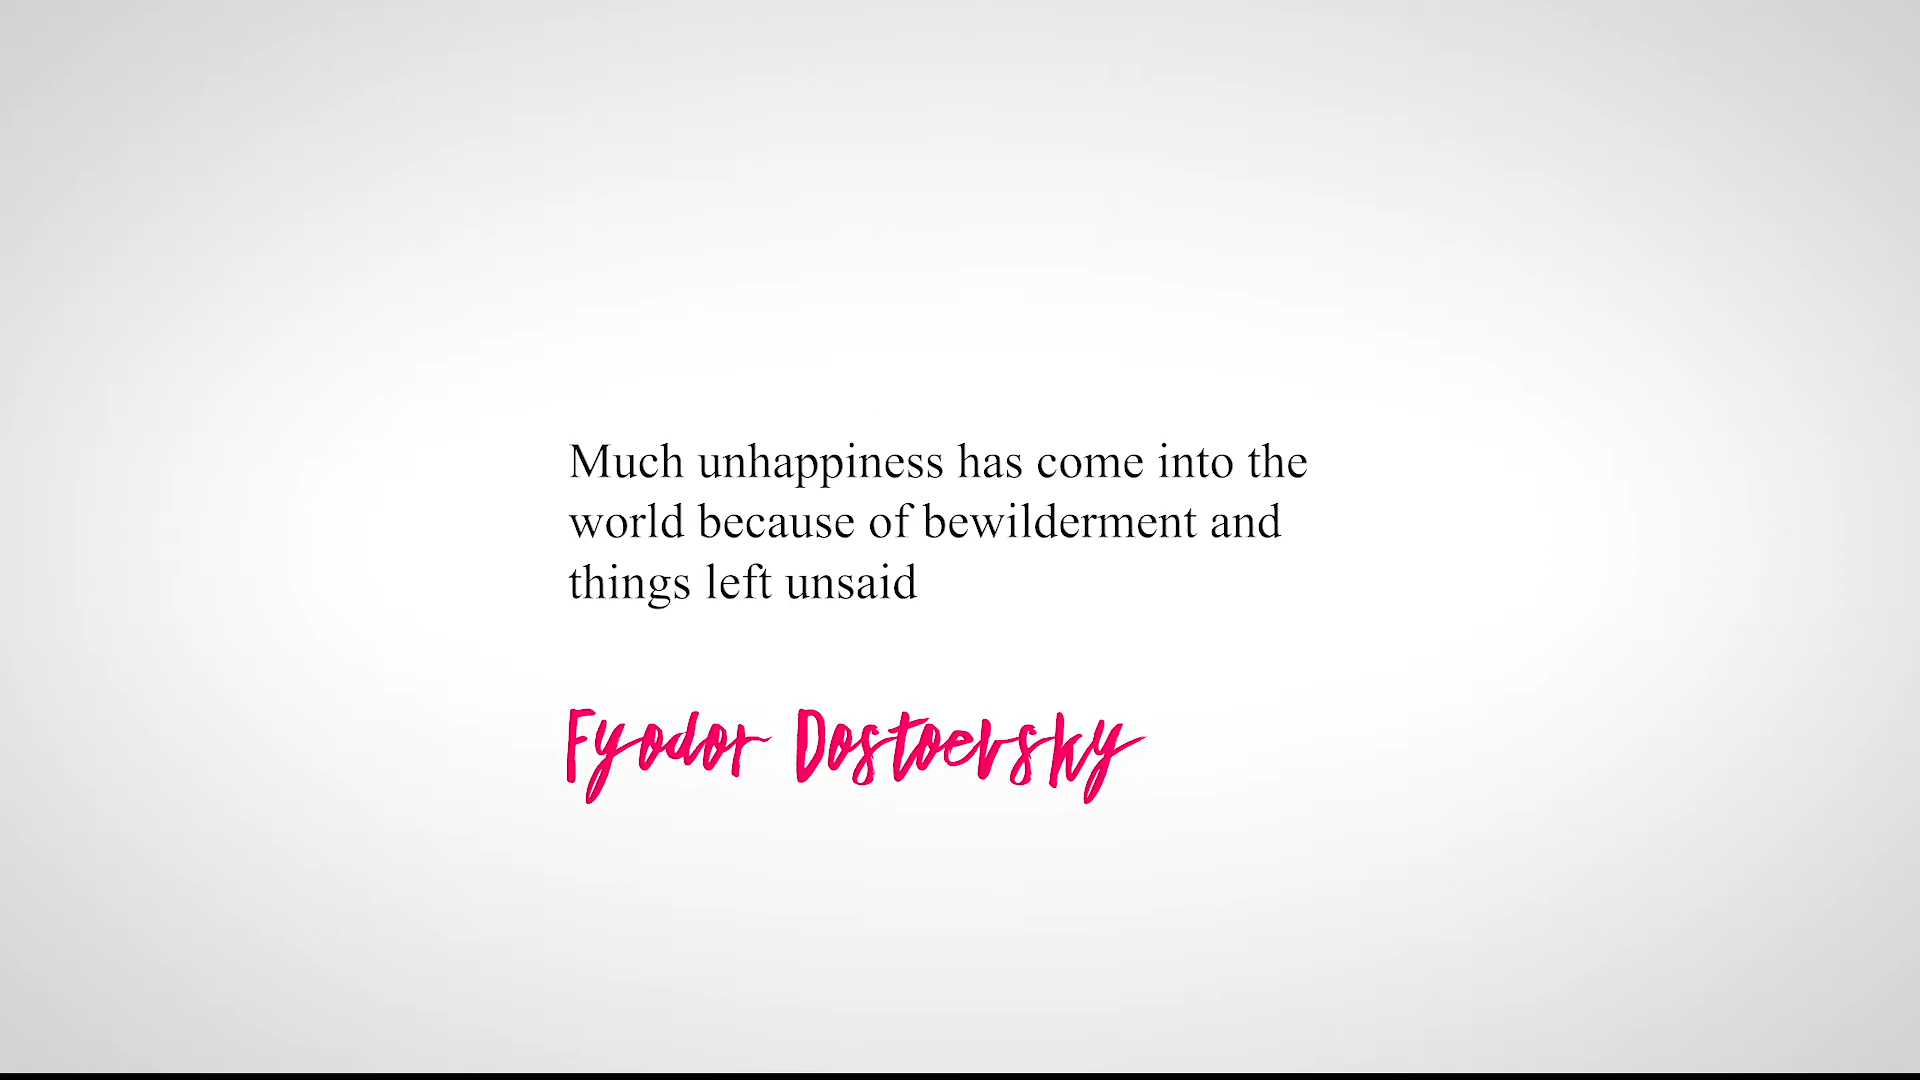 Much unhappiness has come into the
world because of bewilderment and
things left unsaid
Fyodor Dostoevsky